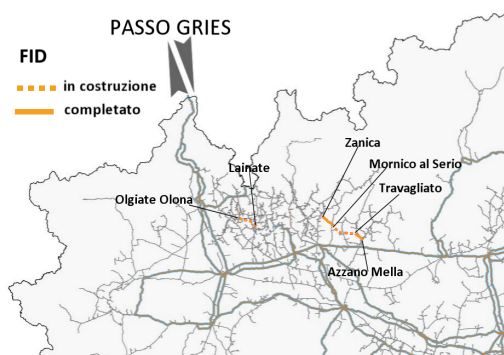 PASSO GRIES
FID
in costruzione
completato
Zanica
Lainate
Mornico al Serio
Travagliato
Olgiate Olona
Azzano Mella